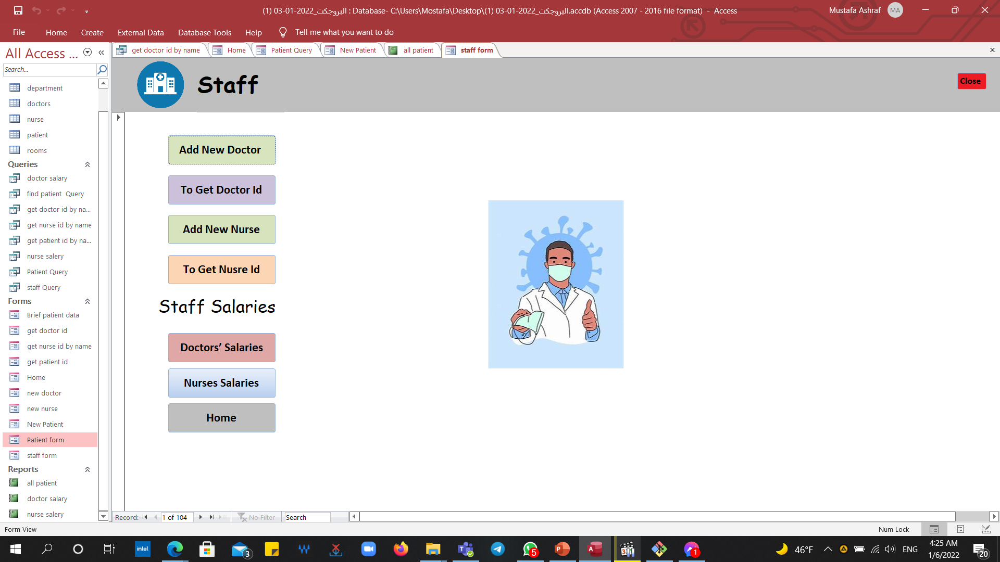 البروجكت_2022-01-03 (1) : Database- C:\Users\Mostafa\Desktop\البروجكت_2022-01-03 (1).accdb (Access 2007 - 2016 file format) - Access
Mustafa Ashraf
MA
File
Home
Create
External Data
Database Tools
Help
Tell me what you want to do
All Access ...
Search...
get doctor id by name
Home
Patient Query
New Patient
all patient
staff form
Staff
Close
department
doctors
nurse
patient
rooms
Queries
doctor salary
find patient Query
get doctor id by na...
get nurse id by name
get patient id by na...
nurse salery
Patient Query
staff Query
Forms
Brief patient data
get doctor id
get nurse id by name
get patient id
Home
new doctor
new nurse
New Patient
Patient form
staff form
Reports
all patient
doctor salary
nurse salery
Add New Doctor
To Get Doctor Id
Add New Nurse
To Get Nusre Id
Staff Salaries
Doctors’ Salaries
Nurses Salaries
Home
Record:
1 of 104
No Filter
Search
Form View
Num Lock
intel
3
5
1
46°F
ENG
4:25 AM
1/6/2022
20